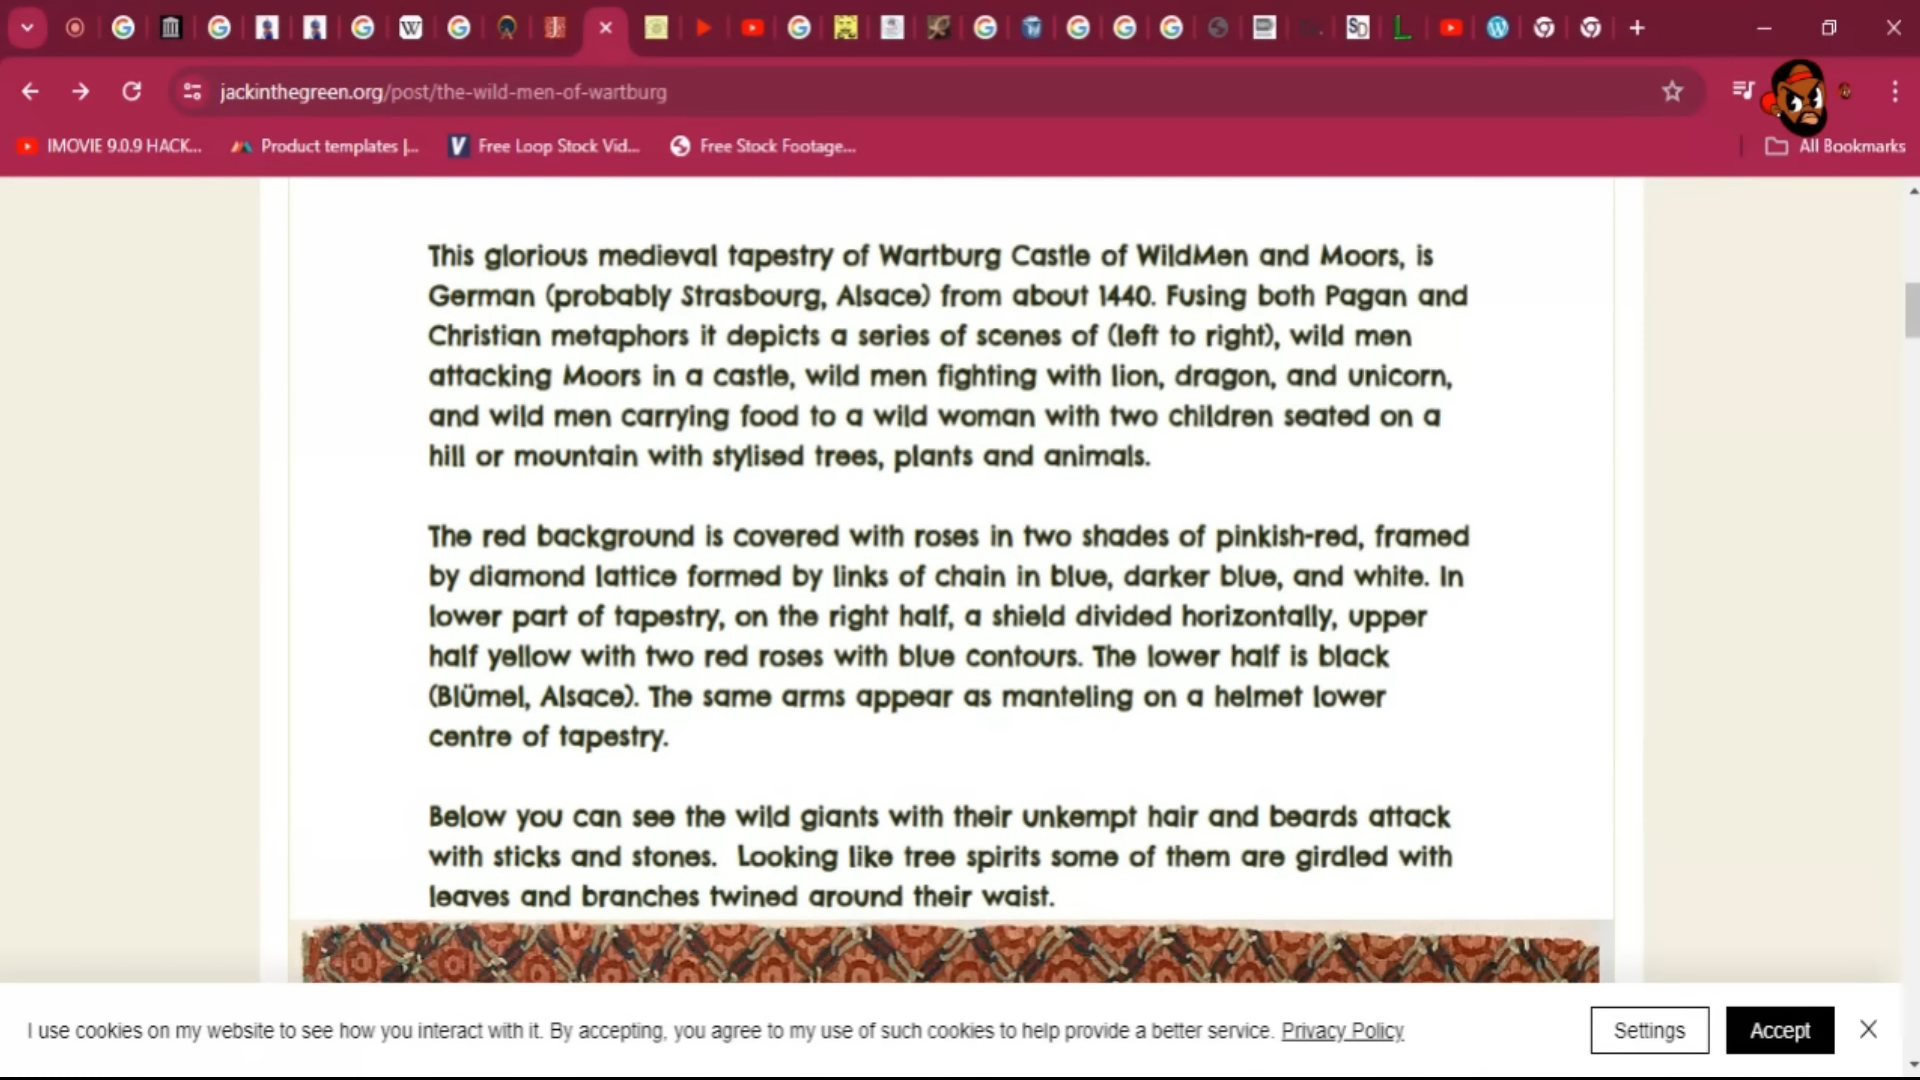 jackinthegreen.org/post/the-wild-men-of-wartburg
IMOVIE 9.0.9 HACK...
Product templates |...
Free Loop Stock Vid...
Free Stock Footage...
All Bookmarks
This glorious medieval tapestry of Wartburg Castle of WildMen and Moors, is
German (probably Strasbourg, Alsace) from about 1440. Fusing both Pagan and
Christian metaphors it depicts a series of scenes of (left to right), wild men
attacking Moors in a castle, wild men fighting with lion, dragon, and unicorn,
and wild men carrying food to a wild woman with two children seated on a
hill or mountain with stylised trees, plants and animals.
The red background is covered with roses in two shades of pinkish-red, framed
by diamond lattice formed by links of chain in blue, darker blue, and white. In
lower part of tapestry, on the right half, a shield divided horizontally, upper
half yellow with two red roses with blue contours. The lower half is black
(Blümel, Alsace). The same arms appear as manteling on a helmet lower
centre of tapestry.
Below you can see the wild giants with their unkempt hair and beards attack
with sticks and stones. Looking like tree spirits some of them are girdled with
leaves and branches twined around their waist.
I use cookies on my website to see how you interact with it. By accepting, you agree to my use of such cookies to help provide a better service. Privacy Policy
Settings
Accept